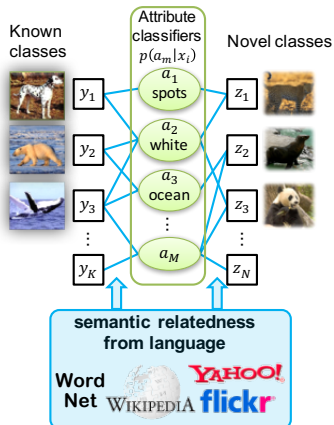 Known classes
Attribute classifiers
p(a_m|x_i)
Novel classes
y_1
a_1
spots
z_1
y_2
a_2
white
z_2
y_3
a_3
ocean
z_3
⋮
⋮
⋮
y_K
a_M
z_N
semantic relatedness
from language
Word
Net
WIKIPEDIA
YAHOO!
flickr